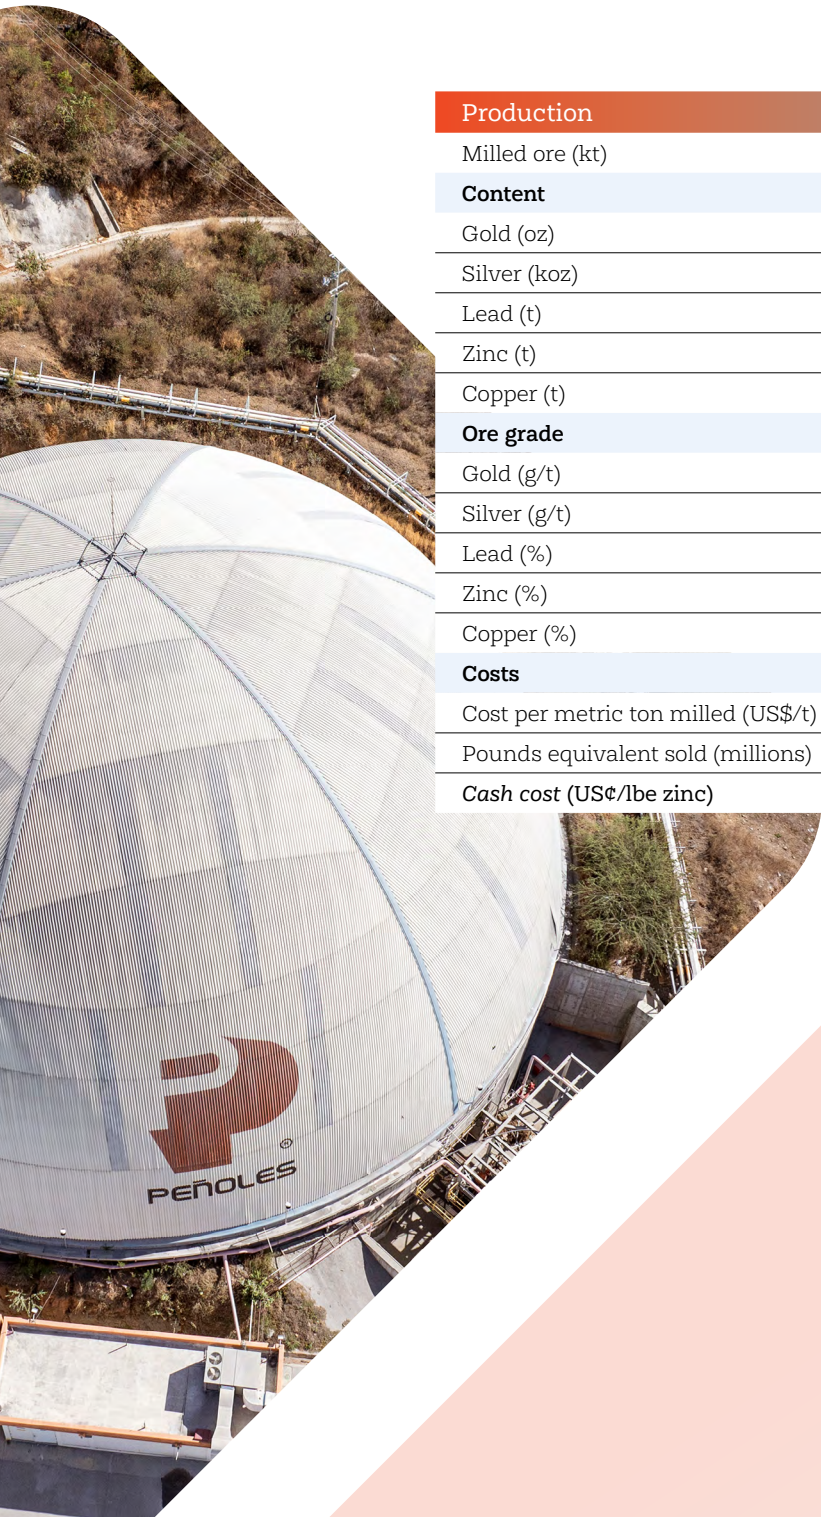 Production
Milled ore (kt)
Content
Gold (oz)
Silver (koz)
Lead (t)
Zinc (t)
Copper (t)
Ore grade
Gold (g/t)
Silver (g/t)
Lead (%)
Zinc (%)
Copper (%)
Costs
Cost per metric ton milled (US$/t)
Pounds equivalent sold (millions)
Cash cost (US¢/lbe zinc)
®
PEÑOLES